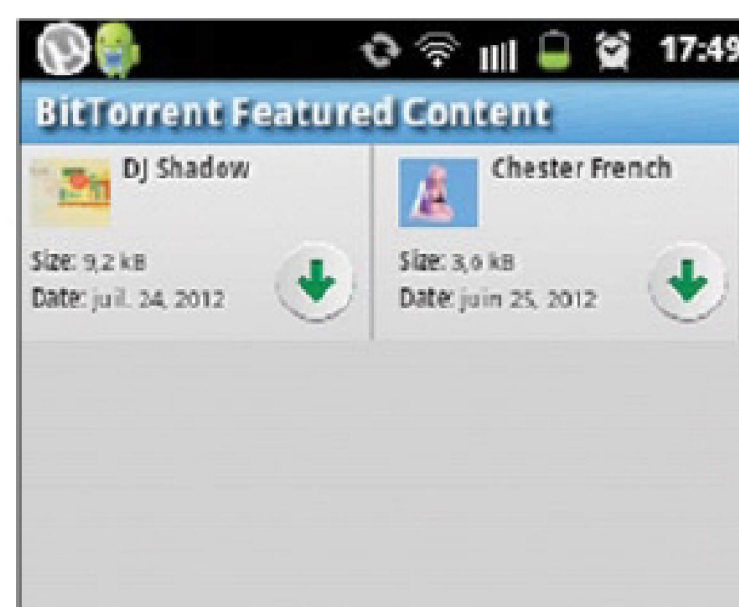 17:49
BitTorrent Featured Content
DJ Shadow
Size: 9,2 kB
Date: juil. 24, 2012
Chester French
Size: 3,0 kB
Date: juin 25, 2012